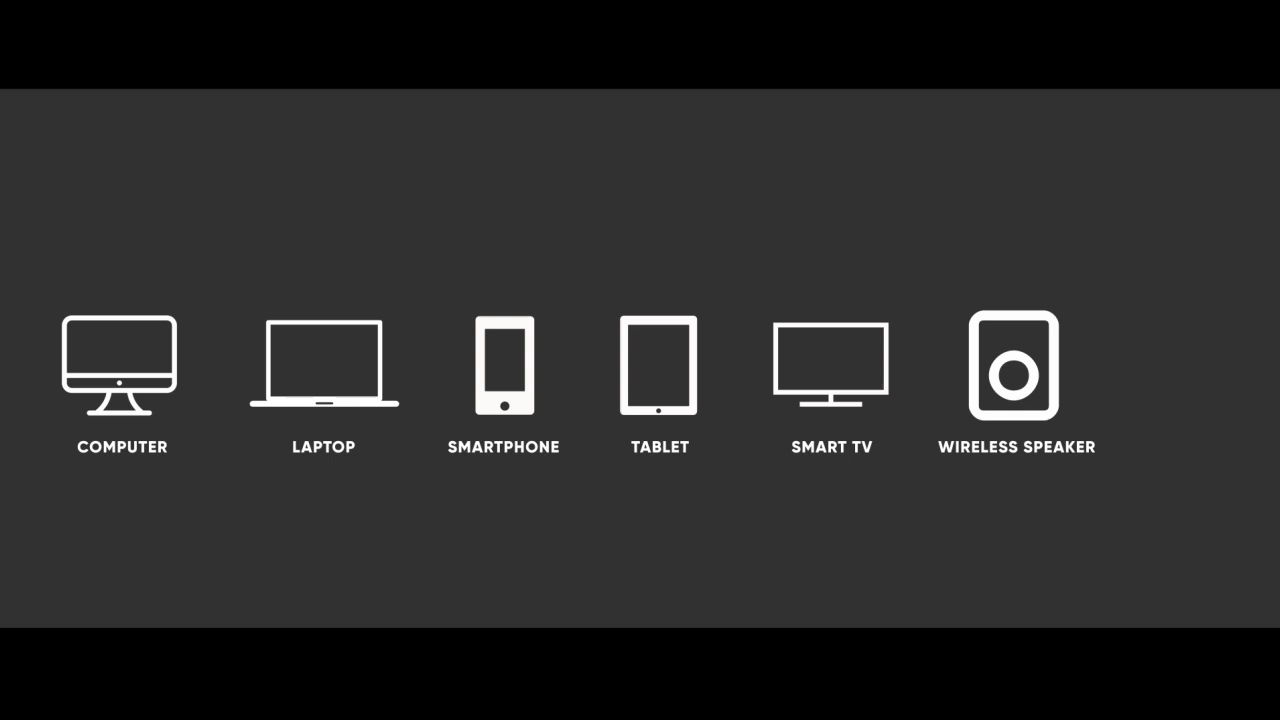 COMPUTER
LAPTOP
SMARTPHONE
TABLET
SMART TV
WIRELESS SPEAKER